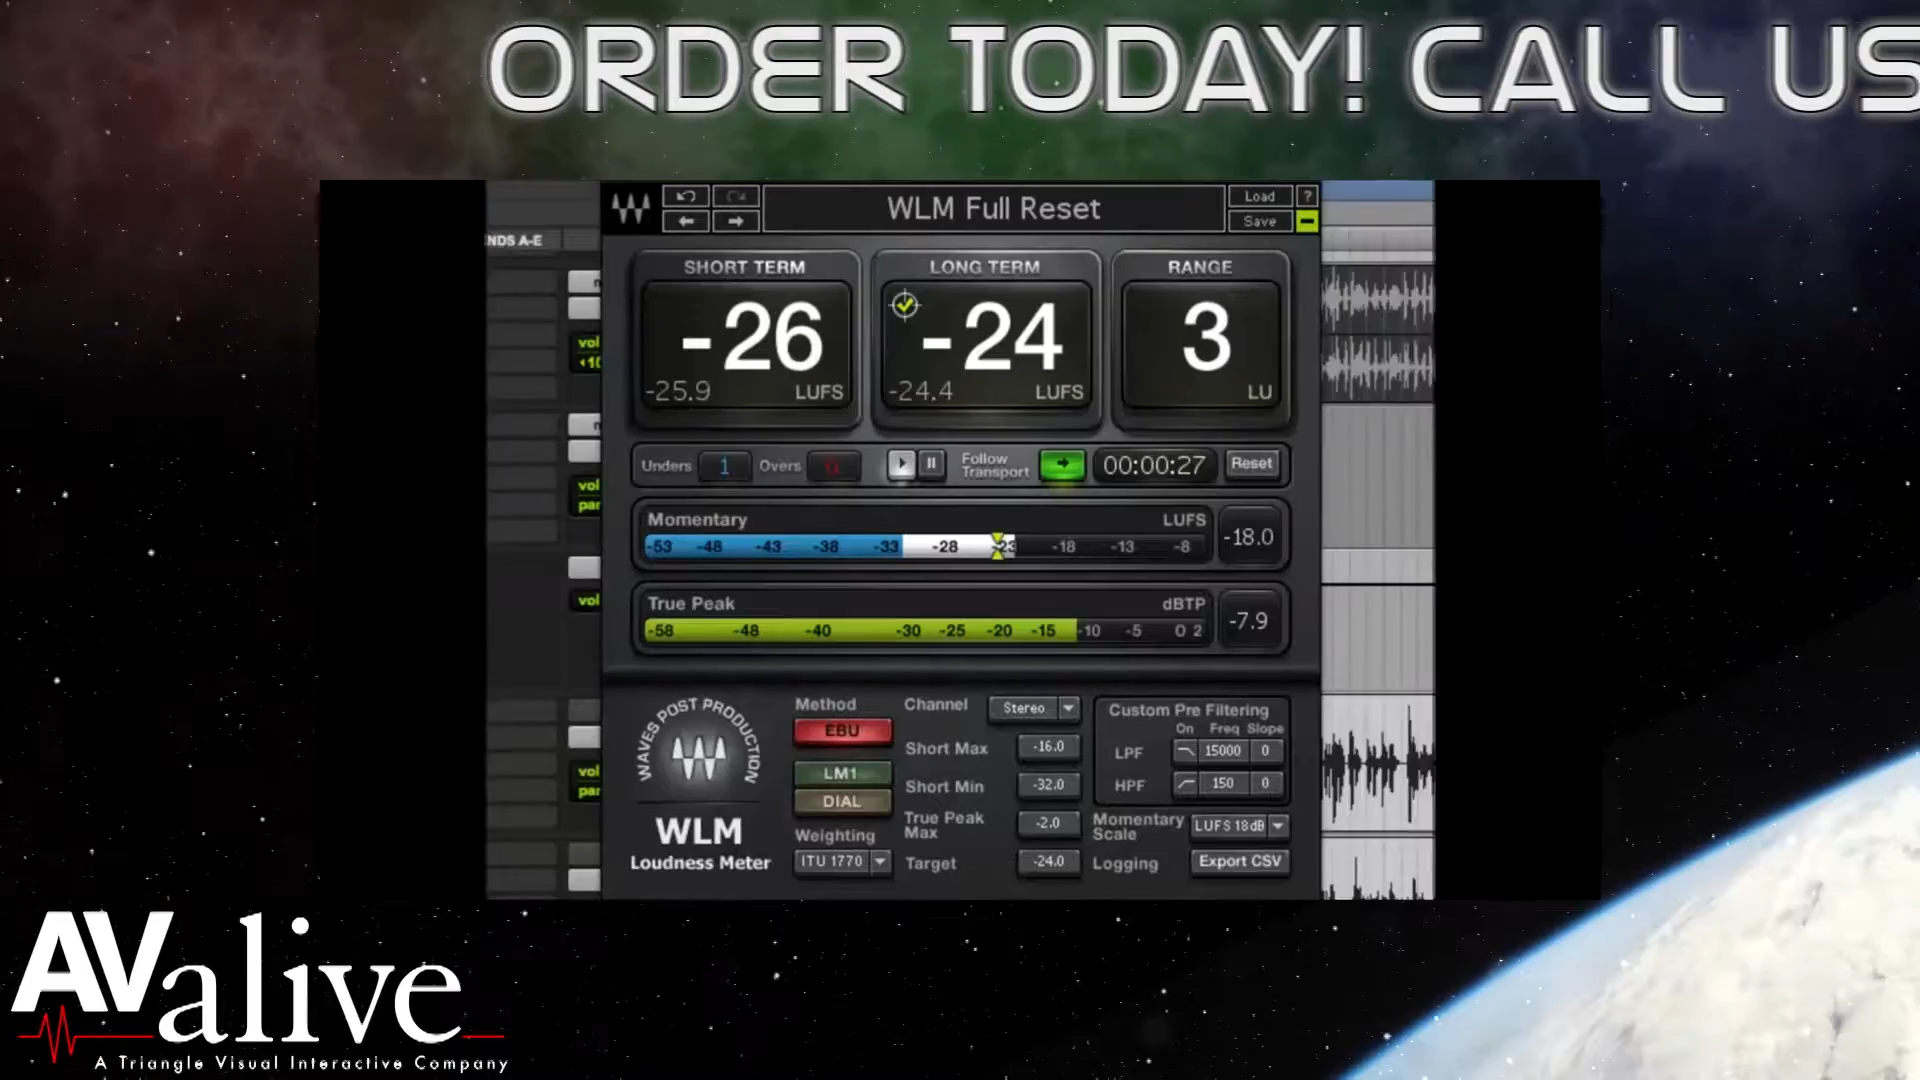 ORDER TODAY! CALL US
WLM Full Reset
Load
?
Save
NDS A-E
SHORT TERM
-26
-25.9
LUFS
LONG TERM
-24
-24.4
LUFS
RANGE
3
LU
vol
Unders
1
Overs
Follow
Transport
00:00:27
Reset
vol
pan
Momentary
LUFS
-53 -48 -43 -38 -33 -28 -23 -18 -13 -8
-18.0
vol
True Peak
dBTP
-58 -48 -40 -30 -25 -20 -15 -10 -5 0 2
-7.9
WAVES POST PRODUCTION
WLM
Loudness Meter
Method
EBU
LM1
DIAL
Weighting
ITU 1770
Channel
Stereo
Short Max
-16.0
Short Min
-32.0
True Peak
Max
-2.0
Target
-24.0
Custom Pre Filtering
On Freq Slope
LPF
15000
0
HPF
150
0
Momentary
Scale
LUFS 18dB
Logging
Export CSV
vol
pan
AValive
A Triangle Visual Interactive Company